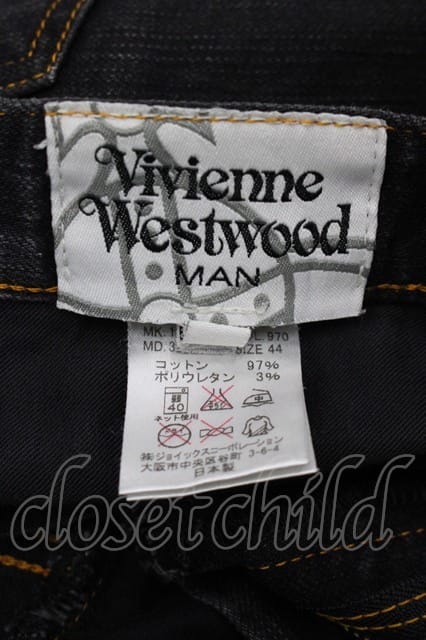 Vivienne
Westwood
MAN
MK. 970
MD. SIZE 44
コットン 97%
ポリウレタン 3%
弱
40
ネット使用
中
㈱ジョイックスコーポレーション
大阪市中央区谷町 3-6-4
日本製
closetchild